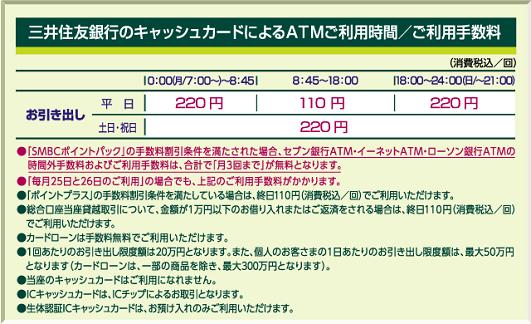 三井住友銀行のキャッシュカードによるATMご利用時間／ご利用手数料
(消費税込／回)
0:00(月/7:00~)~8:45 8:45~18:00 18:00~24:00(日/~21:00)
お引き出し 平 日 220円 110円 220円
土日・祝日 220円
●「SMBCポイントパック」の手数料割引条件を満たされた場合、セブン銀行ATM・イーネットATM・ローソン銀行ATMの
時間外手数料およびご利用手数料は、合計で「月3回まで」が無料となります。
●「毎月25日と26日のご利用」の場合でも、上記のご利用手数料がかかります。
●「ポイントプラス」の手数料割引条件を満たしている場合は、終日110円(消費税込／回)でご利用いただけます。
●総合口座当座貸越取引について、金額が1万円以下のお借り入れまたはご返済をされる場合は、終日110円(消費税込／回)
でご利用いただけます。
●カードローンは手数料無料でご利用いただけます。
●1回あたりのお引き出し限度額は20万円となります。また、個人のお客さまの1日あたりのお引き出し限度額は、最大50万円
となります(カードローンは、一部の商品を除き、最大300万円となります)。
●当座のキャッシュカードはご利用になれません。
●ICキャッシュカードは、ICチップによるお取引となります。
●生体認証ICキャッシュカードは、お預け入れのみご利用いただけます。